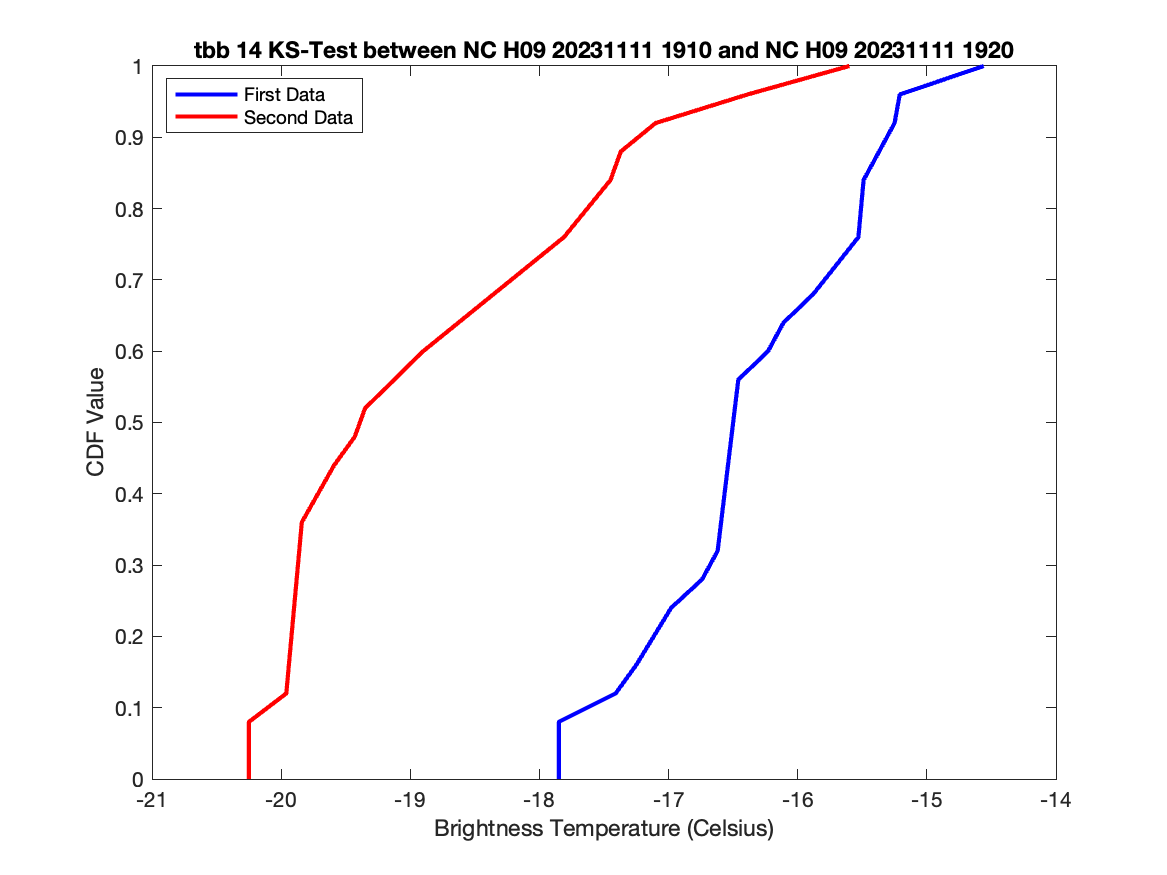 tbb 14 KS-Test between NC H09 20231111 1910 and NC H09 20231111 1920
First Data
Second Data
1
0.9
0.8
0.7
0.6
0.5
0.4
0.3
0.2
0.1
0
CDF Value
-21 -20 -19 -18 -17 -16 -15 -14
Brightness Temperature (Celsius)